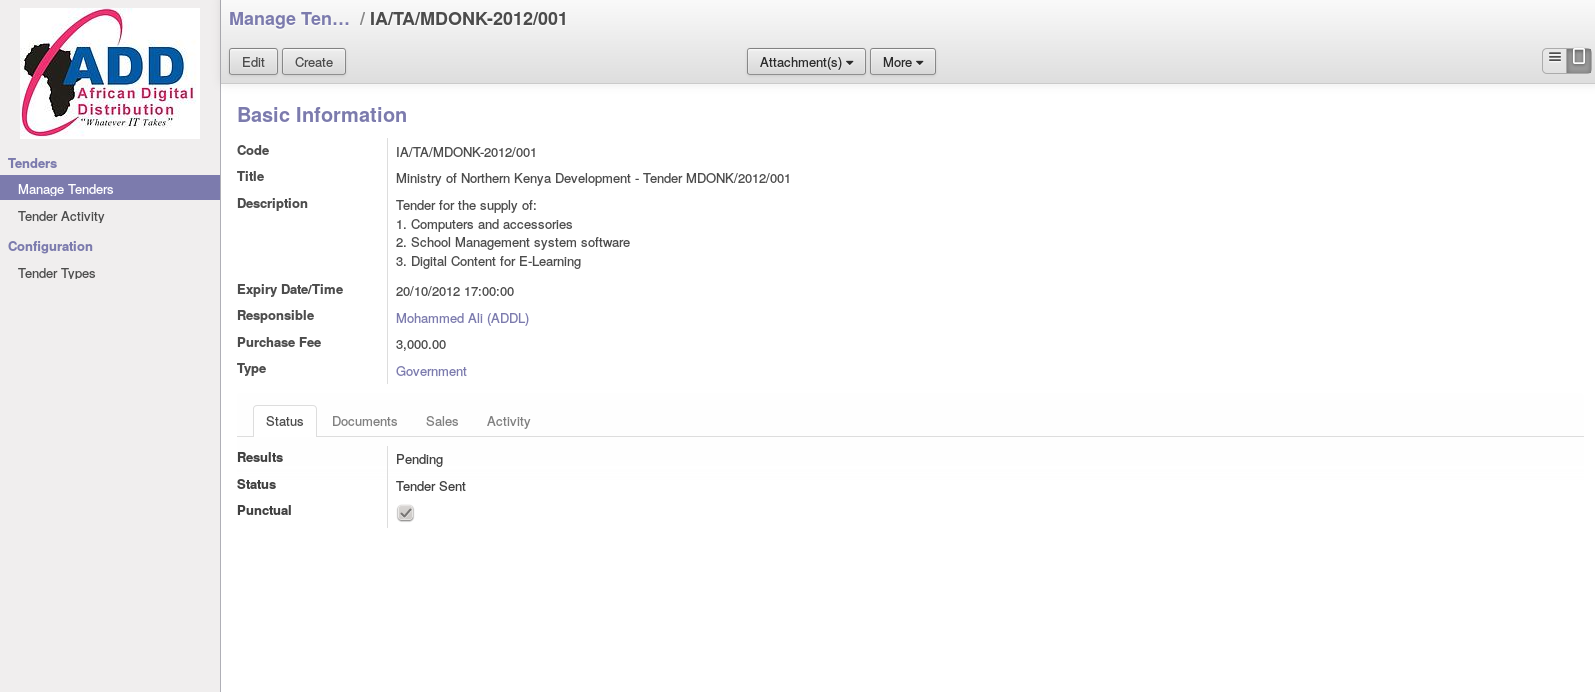 ADD
African Digital
Distribution
"Whatever IT Takes"
Tenders
Manage Tenders
Tender Activity
Configuration
Tender Types
Manage Ten... / IA/TA/MDONK-2012/001
Edit Create Attachment(s) More
Basic Information
Code IA/TA/MDONK-2012/001
Title Ministry of Northern Kenya Development - Tender MDONK/2012/001
Description Tender for the supply of:
1. Computers and accessories
2. School Management system software
3. Digital Content for E-Learning
Expiry Date/Time 20/10/2012 17:00:00
Responsible Mohammed Ali (ADDL)
Purchase Fee 3,000.00
Type Government
Status Documents Sales Activity
Results Pending
Status Tender Sent
Punctual